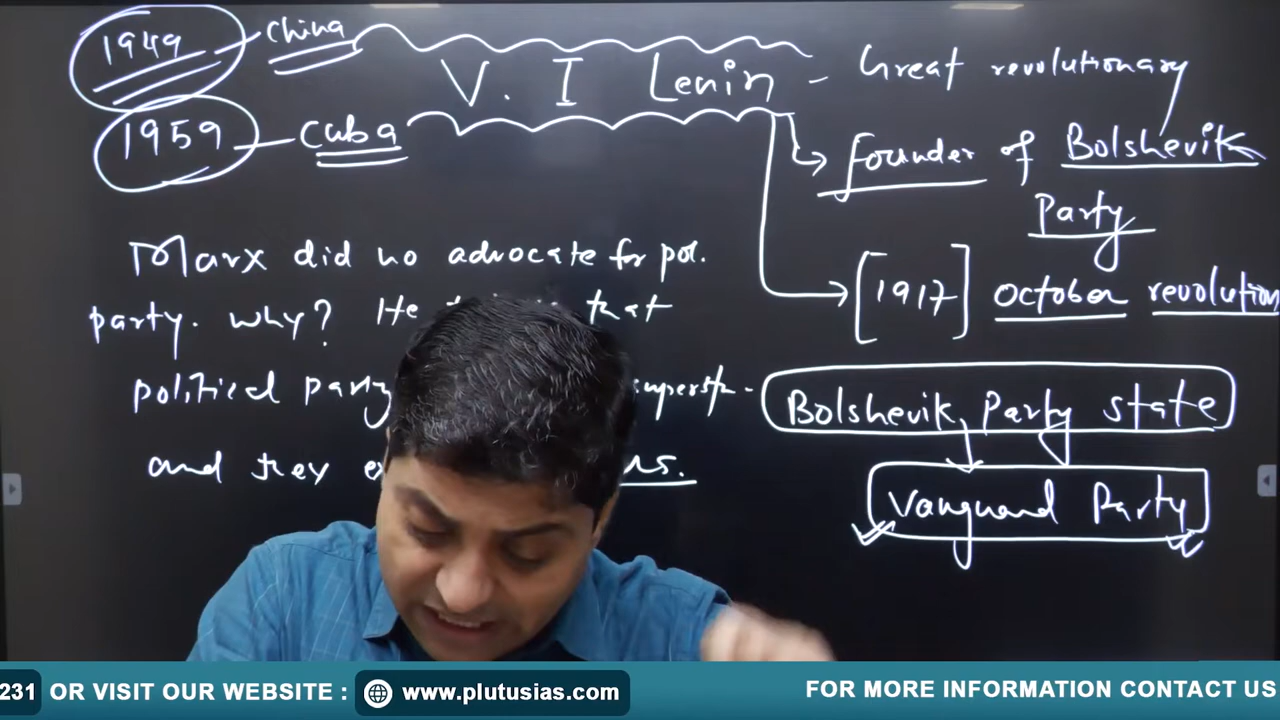 1949 - China
V. I Lenin - Great revolutionary
1959 - Cuba
founder of Bolshevik
Party
Marx did no advocate for pol.
party. Why? He that
[1917] October revolution
political party
Bolshevik Party state
and they
Vanguard Party
231 OR VISIT OUR WEBSITE : www.plutusias.com FOR MORE INFORMATION CONTACT US